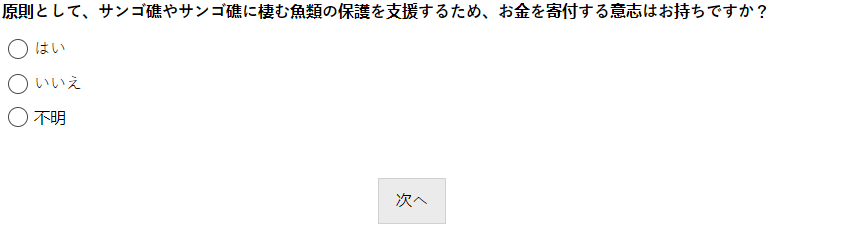 原則として、サンゴ礁やサンゴ礁に棲む魚類の保護を支援するため、お金を寄付する意志はお持ちですか？
はい
いいえ
不明
次へ